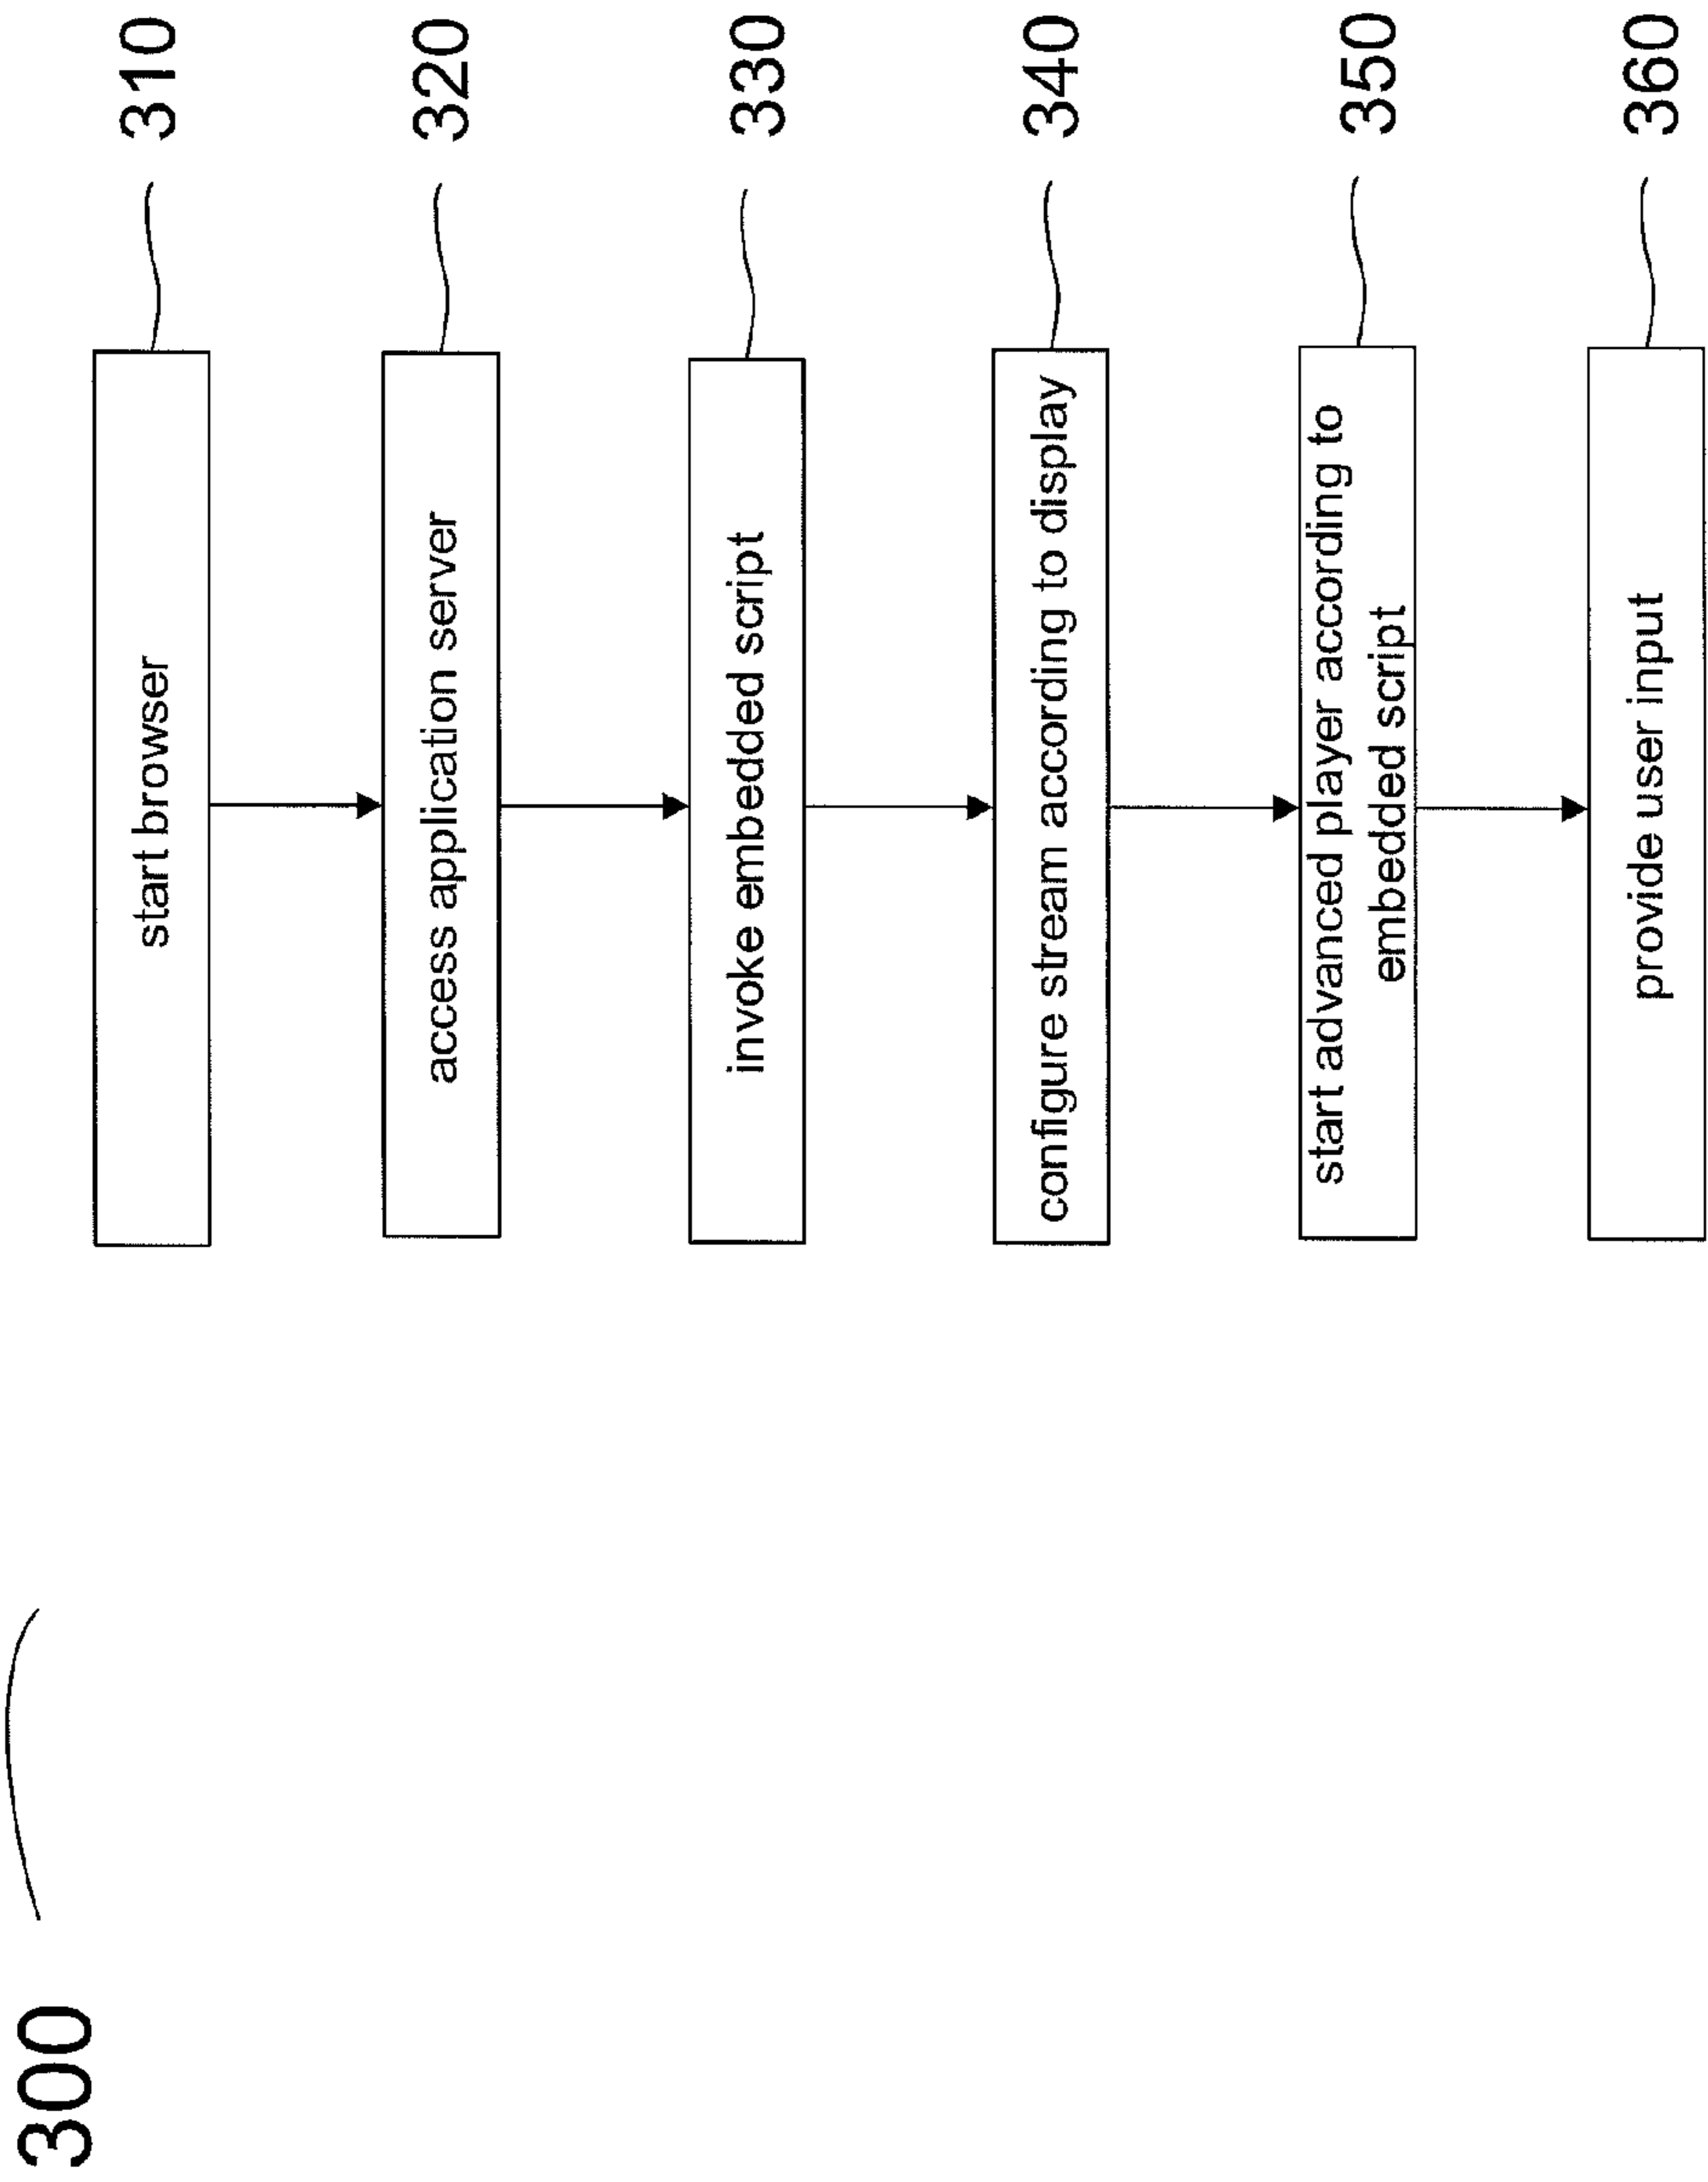 300
start browser
310
access application server
320
invoke embedded script
330
configure stream according to display
340
start advanced player according to
embedded script
350
provide user input
360